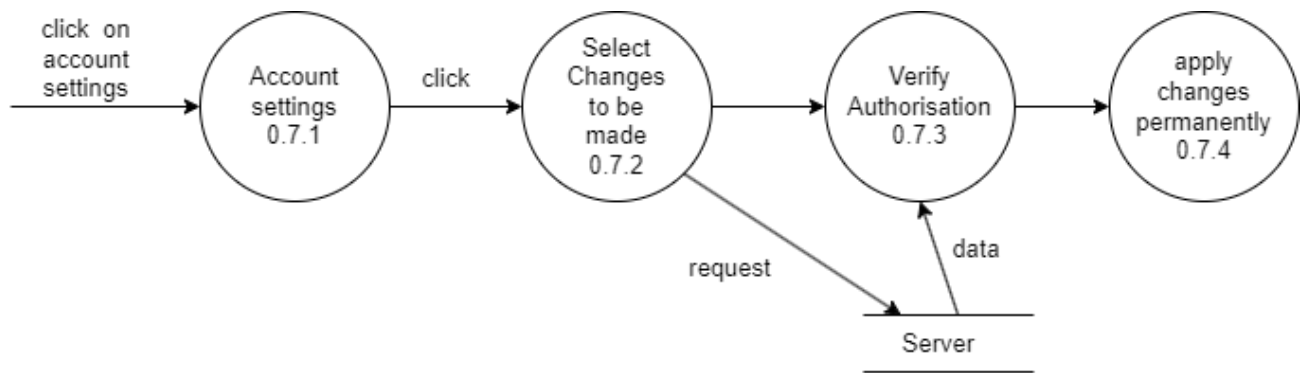 click on
account
settings
Account
settings
0.7.1
click
Select
Changes
to be
made
0.7.2
Verify
Authorisation
0.7.3
apply
changes
permanently
0.7.4
request
data
Server